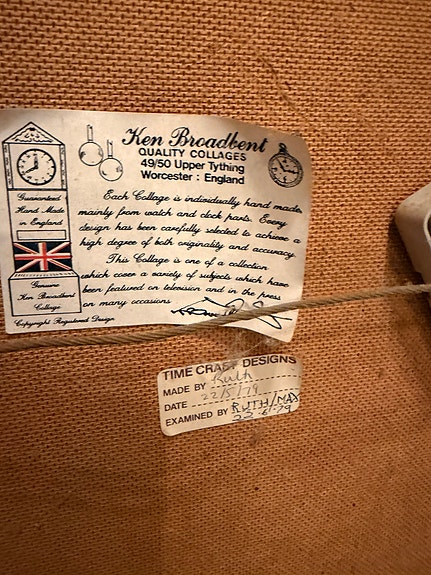 Ken Broadbent
QUALITY COLLAGES
49/50 Upper Tything
Worcester : England
Each Collage is individually hand made
mainly from watch and clock parts. Every
design has been carefully selected to achieve a
high degree of both originality and accuracy.
This Collage is one of a collection
which cover a variety of subjects which have
been featured on television and in the press
on many occasions
Guaranteed
Hand Made
in England
Genuine
Ken Broadbent
Collage
Copyright Registered Design
TIME CRAFT DESIGNS
MADE BY Ruth
DATE 22/5/79
EXAMINED BY RUTH/MAX
22.6.79